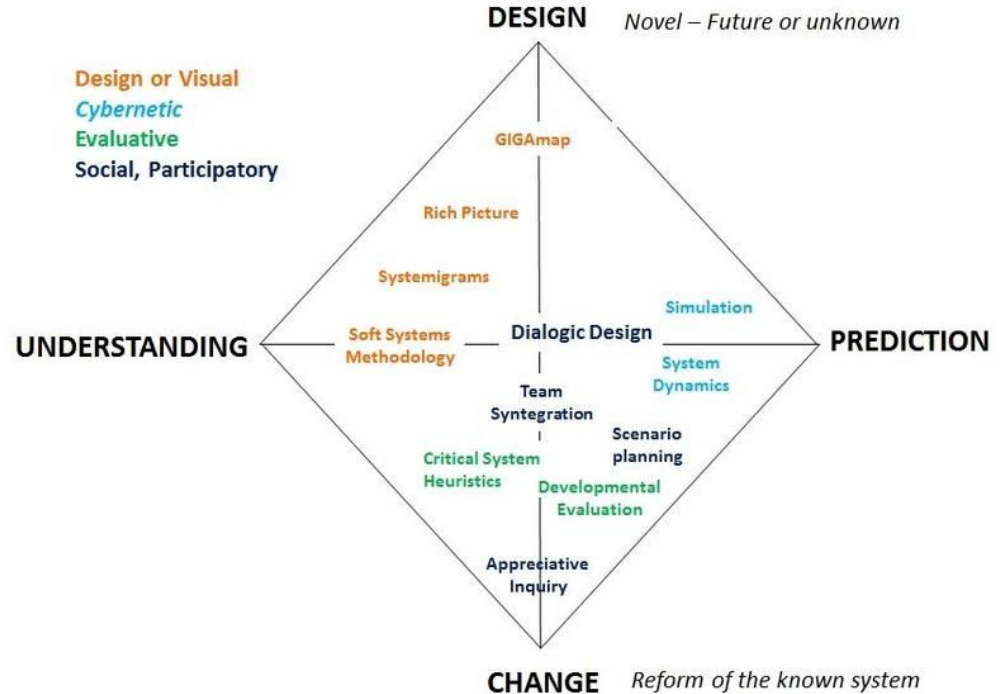 DESIGN
Novel – Future or unknown
Design or Visual
Cybernetic
Evaluative
Social, Participatory
GIGAmap
Rich Picture
Systemigrams
Simulation
UNDERSTANDING
Soft Systems
Methodology
Dialogic Design
PREDICTION
System
Dynamics
Team
Syntegration
Scenario
planning
Critical System
Heuristics
Developmental
Evaluation
Appreciative
Inquiry
CHANGE
Reform of the known system